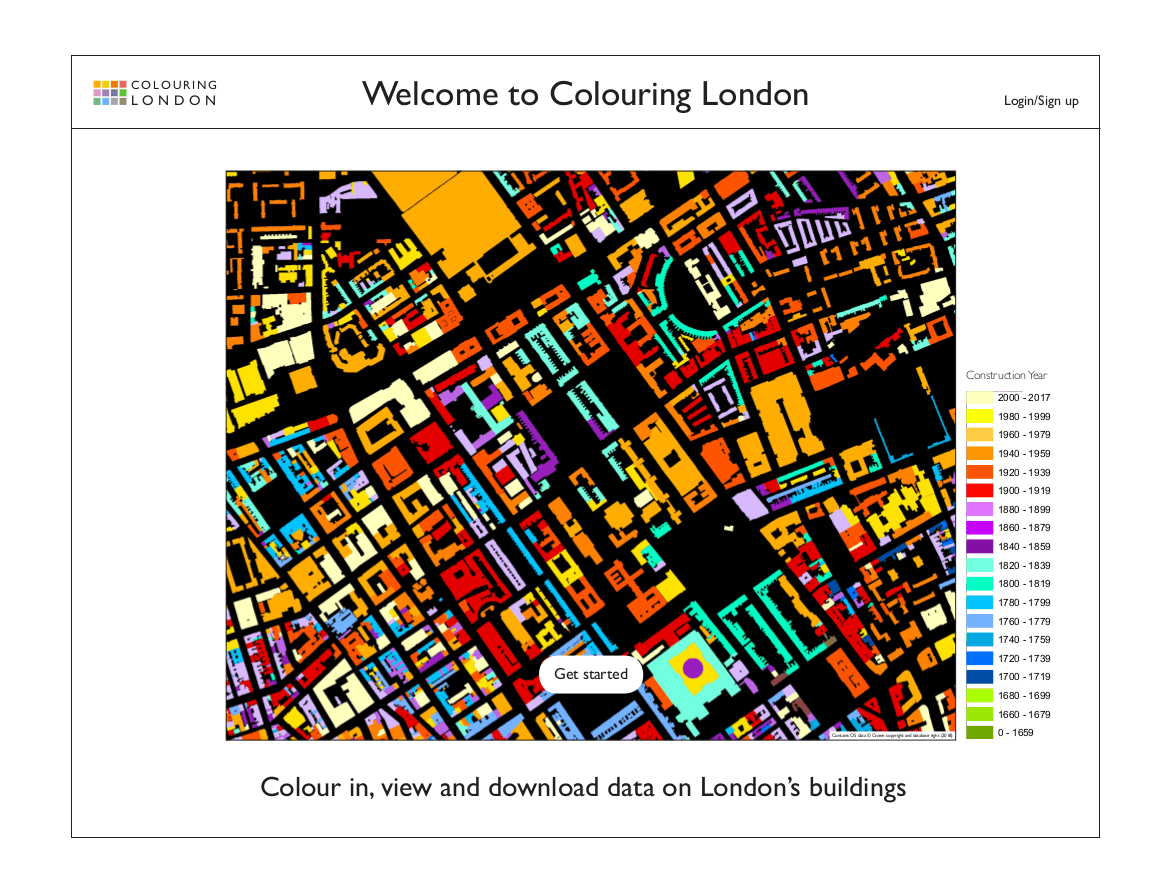 COLOURING
LONDON
Welcome to Colouring London
Login/Sign up
Construction Year
2000 - 2017
1980 - 1999
1960 - 1979
1940 - 1959
1920 - 1939
1900 - 1919
1880 - 1899
1860 - 1879
1840 - 1859
1820 - 1839
1800 - 1819
1780 - 1799
1760 - 1779
1740 - 1759
1720 - 1739
1700 - 1719
1680 - 1699
1660 - 1679
0 - 1659
Get started
Contains OS data © Crown copyright and database right (2018)
Colour in, view and download data on London’s buildings